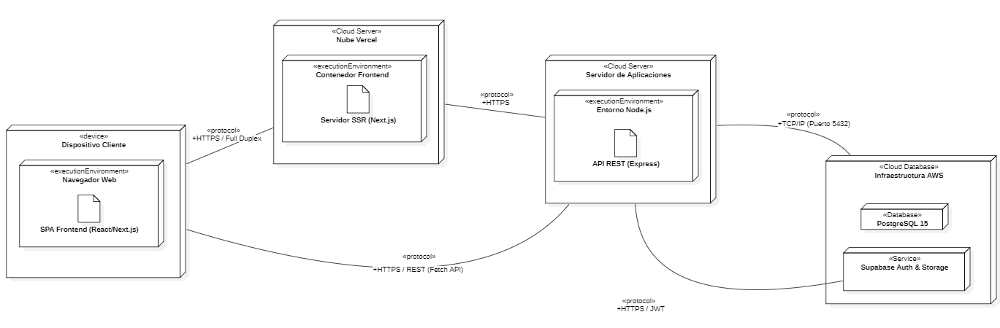 «Cloud Server»
Nube Vercel
«executionEnvironment»
Contenedor Frontend
Servidor SSR (Next.js)
«protocol»
+HTTPS
«Cloud Server»
Servidor de Aplicaciones
«executionEnvironment»
Entorno Node.js
API REST (Express)
«protocol»
+TCP/IP (Puerto 5432)
«device»
Dispositivo Cliente
«executionEnvironment»
Navegador Web
SPA Frontend (React/Next.js)
«protocol»
+HTTPS / Full Duplex
«Cloud Database»
Infraestructura AWS
«Database»
PostgreSQL 15
«Service»
Supabase Auth & Storage
«protocol»
+HTTPS / REST (Fetch API)
«protocol»
+HTTPS / JWT